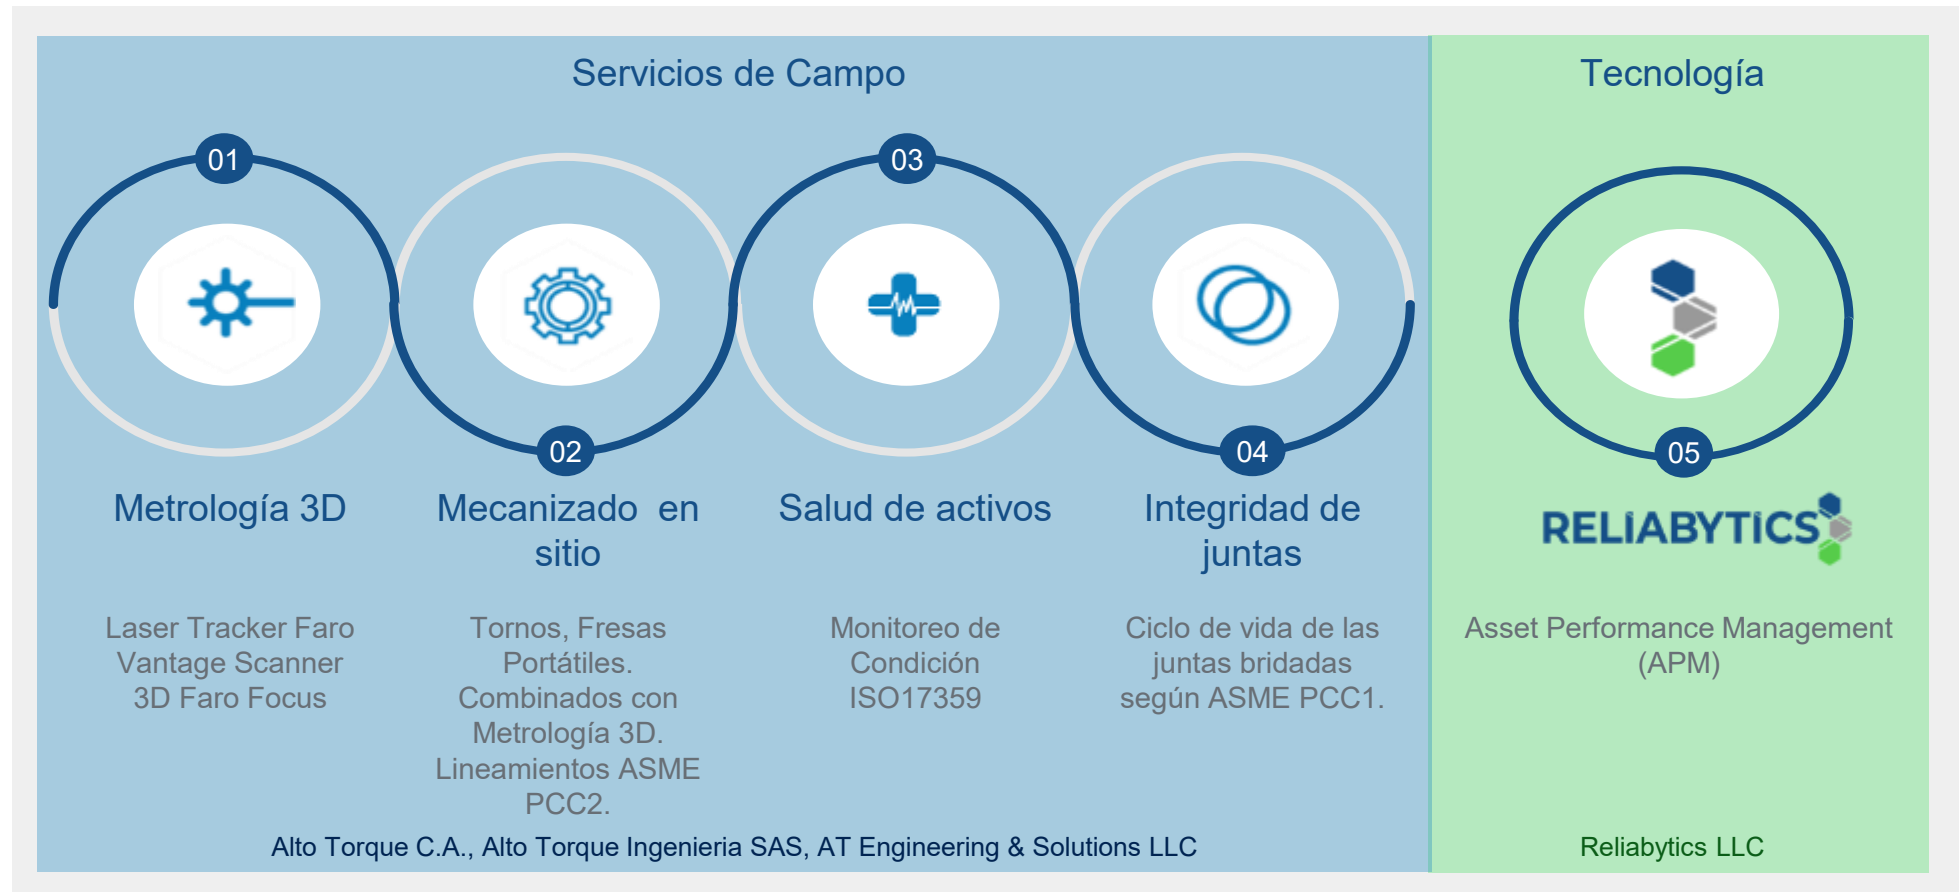 Servicios de Campo
Tecnología
01
02
03
04
05
Metrología 3D
Mecanizado en
sitio
Salud de activos
Integridad de
juntas
RELIABYTICS
Laser Tracker Faro
Vantage Scanner
3D Faro Focus
Tornos, Fresas
Portátiles.
Combinados con
Metrología 3D.
Lineamientos ASME
PCC2.
Monitoreo de
Condición
ISO17359
Ciclo de vida de las
juntas bridadas
según ASME PCC1.
Asset Performance Management
(APM)
Alto Torque C.A., Alto Torque Ingenieria SAS, AT Engineering & Solutions LLC
Reliabytics LLC